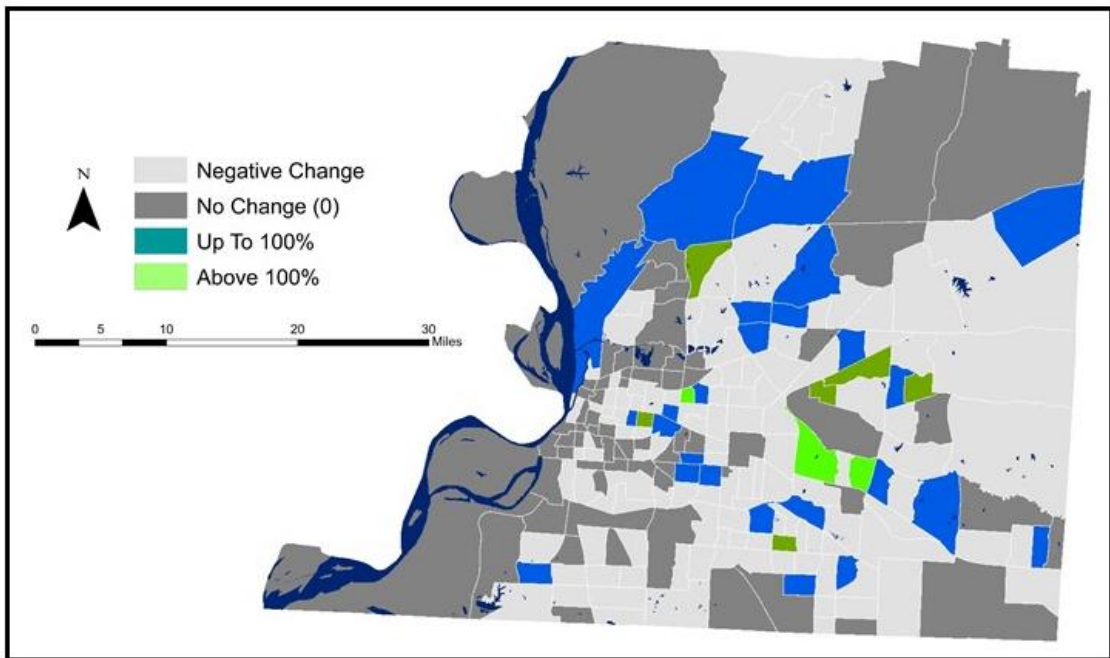 N
Negative Change
No Change (0)
Up To 100%
Above 100%
0 5 10 20 30
Miles